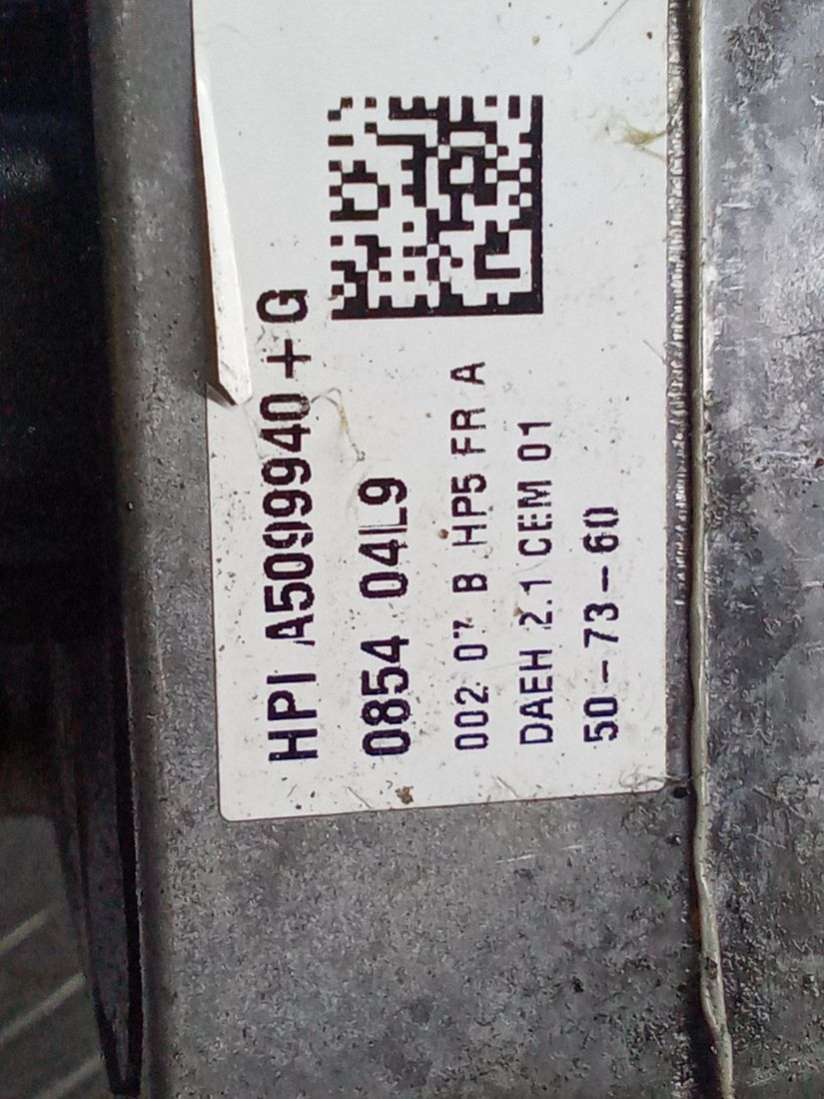 HPI A5099940+G
0854 04L9
002 07 B HP5 FR A
DAEH 2.1 CEM 01
50-73-60